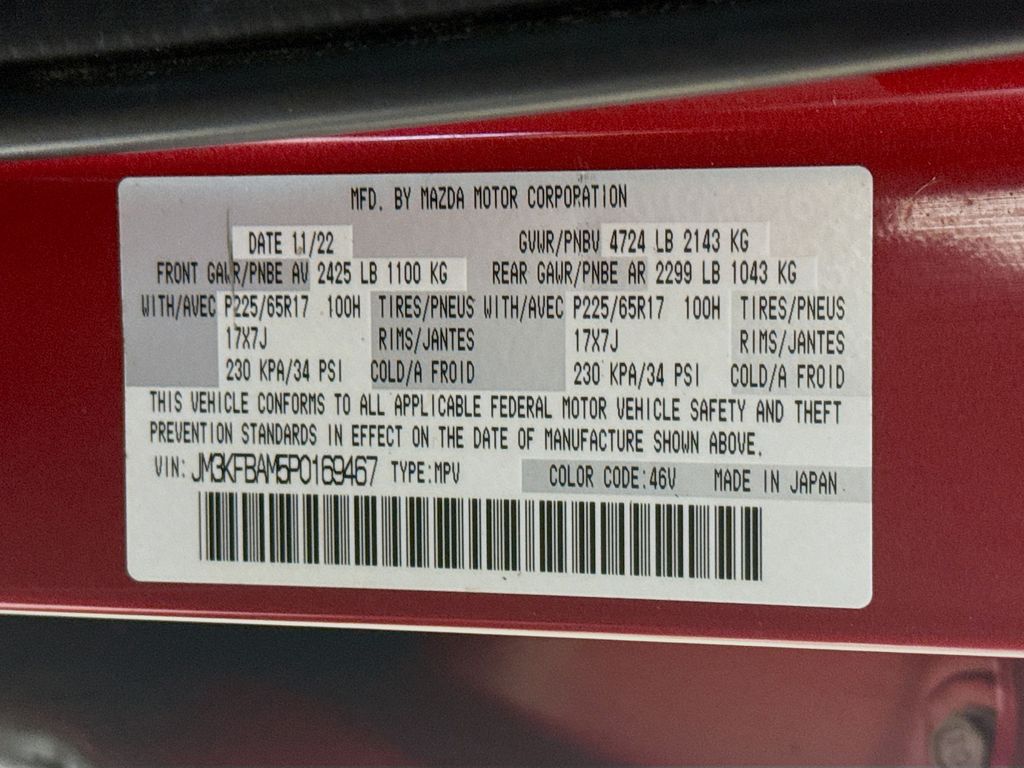 MFD. BY MAZDA MOTOR CORPORATION
DATE 11/22 GVWR/PNBV 4724 LB 2143 KG
FRONT GAWR/PNBE AV 2425 LB 1100 KG REAR GAWR/PNBE AR 2299 LB 1043 KG
WITH/AVEC P225/65R17 100H TIRES/PNEUS WITH/AVEC P225/65R17 100H TIRES/PNEUS
17X7J RIMS/JANTES 17X7J RIMS/JANTES
230 KPA/34 PSI COLD/A FROID 230 KPA/34 PSI COLD/A FROID
THIS VEHICLE CONFORMS TO ALL APPLICABLE FEDERAL MOTOR VEHICLE SAFETY AND THEFT
PREVENTION STANDARDS IN EFFECT ON THE DATE OF MANUFACTURE SHOWN ABOVE.
VIN: JM3KFBAM5P0169467 TYPE:MPV COLOR CODE:46V MADE IN JAPAN